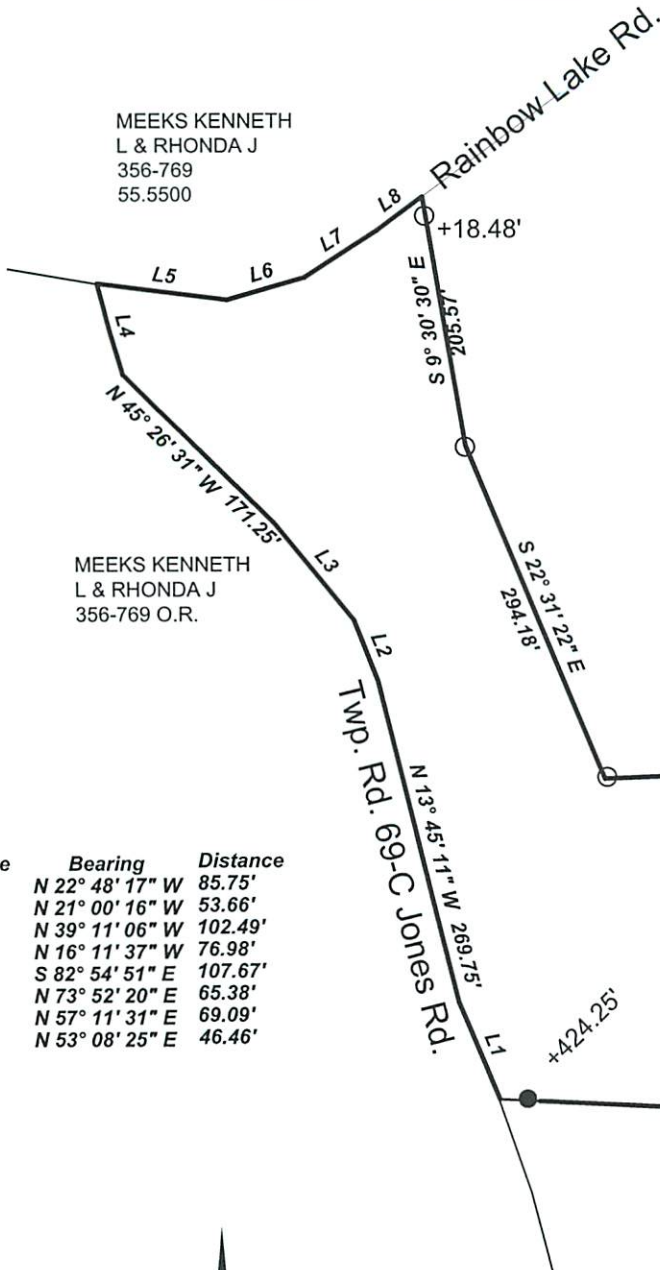 Rainbow Lake Rd.
MEEKS KENNETH
L & RHONDA J
356-769
55.5500
L8
+18.48'
L7
L6
L5
S 9° 30' 30" E
205.57'
L4
N 45° 26' 31" W 171.25'
MEEKS KENNETH
L & RHONDA J
356-769 O.R.
L3
S 22° 31' 22" E
294.18'
L2
Twp. Rd. 69-C Jones Rd.
N 13° 45' 11" W 269.75'
e Bearing Distance
N 22° 48' 17" W 85.75'
N 21° 00' 16" W 53.66'
N 39° 11' 06" W 102.49'
N 16° 11' 37" W 76.98'
S 82° 54' 51" E 107.67'
N 73° 52' 20" E 65.38'
N 57° 11' 31" E 69.09'
N 53° 08' 25" E 46.46'
L1
+424.25'